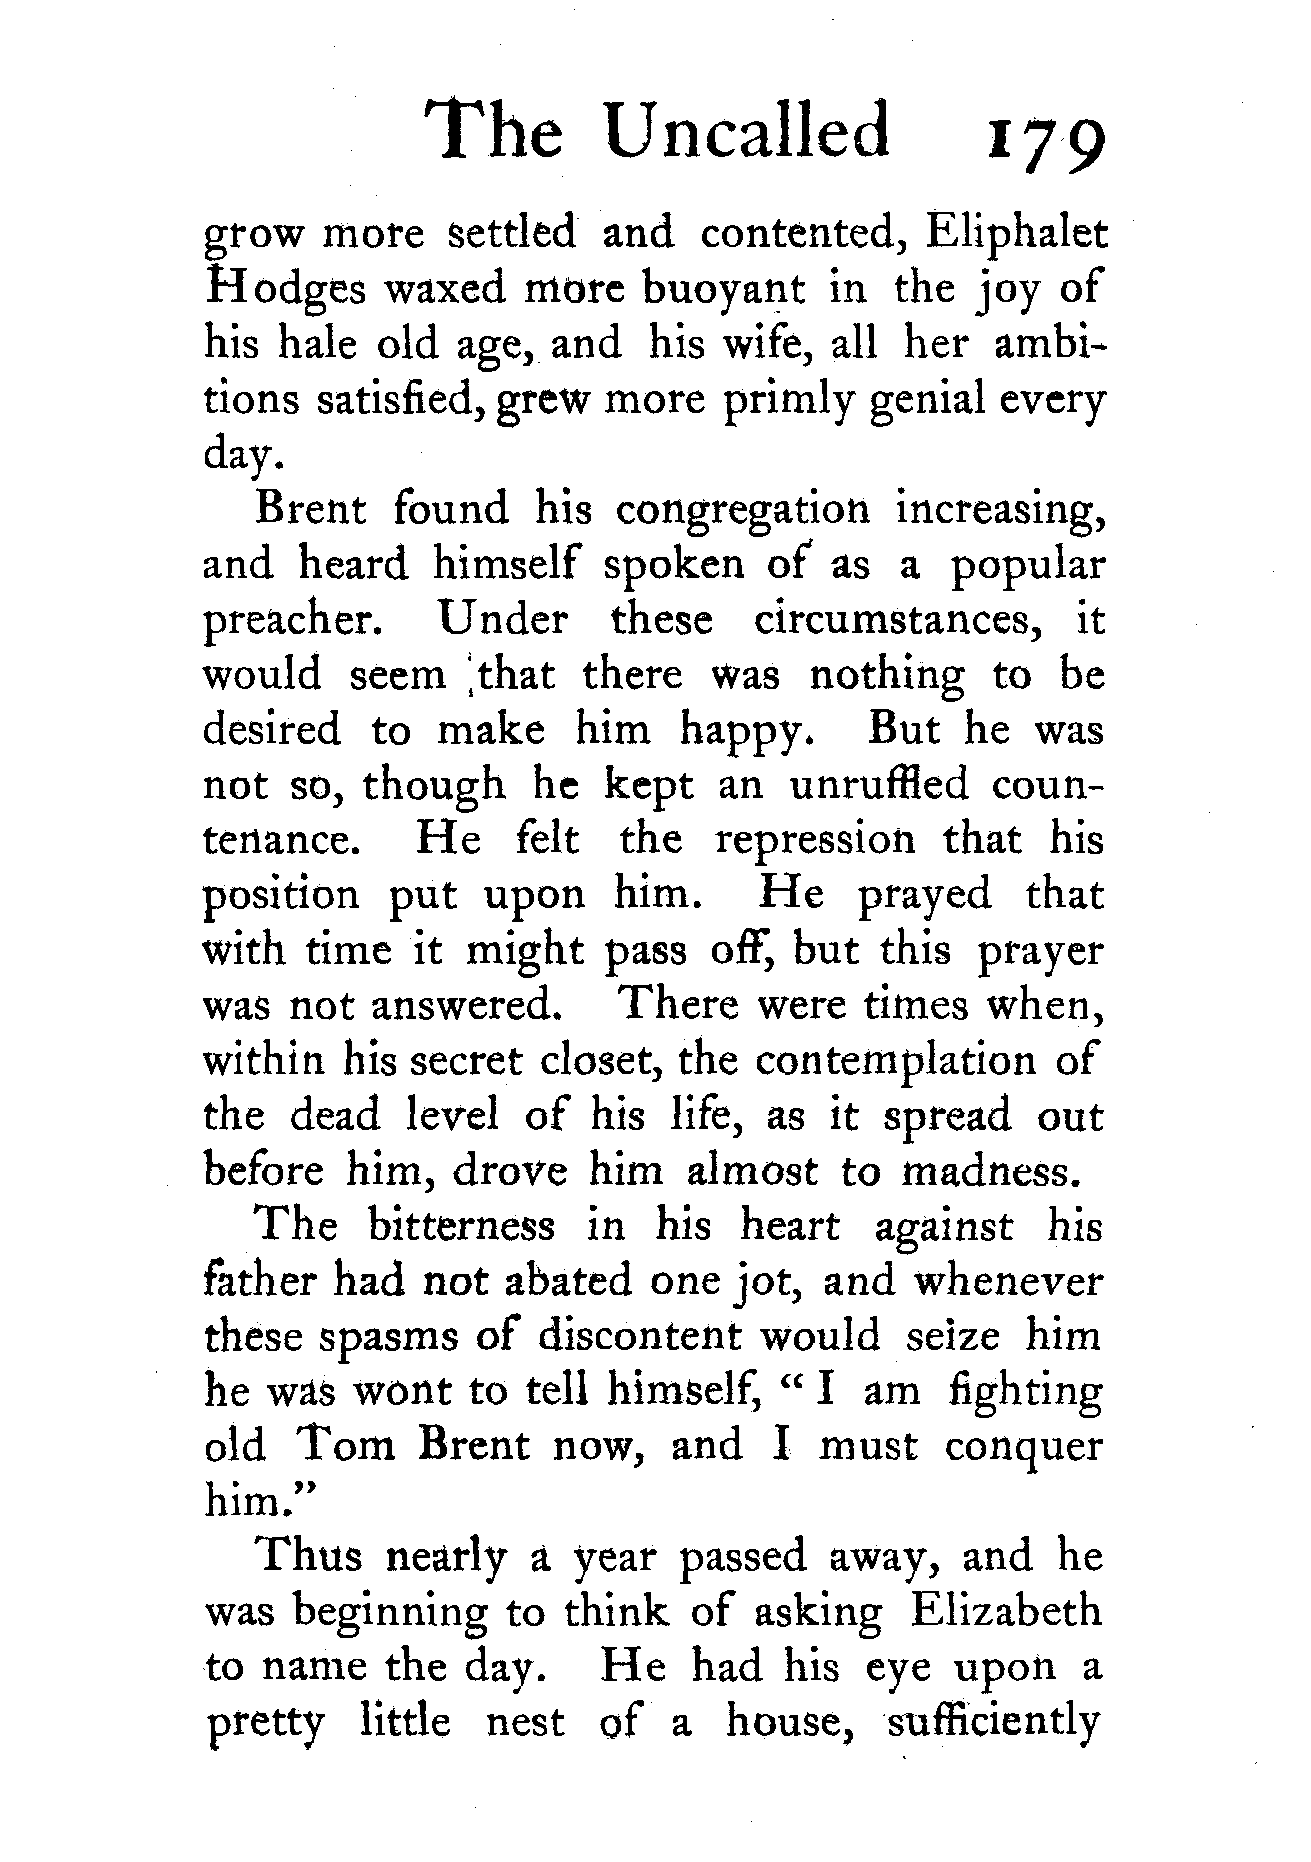 The Uncalled 179
grow more settled and contented, Eliphalet
Hodges waxed more buoyant in the joy of
his hale old age, and his wife, all her ambi-
tions satisfied, grew more primly genial every
day.
Brent found his congregation increasing,
and heard himself spoken of as a popular
preacher. Under these circumstances, it
would seem that there was nothing to be
desired to make him happy. But he was
not so, though he kept an unruffled coun-
tenance. He felt the repression that his
position put upon him. He prayed that
with time it might pass off, but this prayer
was not answered. There were times when,
within his secret closet, the contemplation of
the dead level of his life, as it spread out
before him, drove him almost to madness.
The bitterness in his heart against his
father had not abated one jot, and whenever
these spasms of discontent would seize him
he was wont to tell himself, “ I am fighting
old Tom Brent now, and I must conquer
him.”
Thus nearly a year passed away, and he
was beginning to think of asking Elizabeth
to name the day. He had his eye upon a
pretty little nest of a house, sufficiently